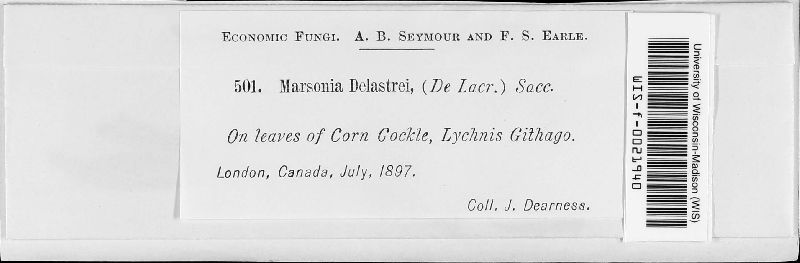 Economic Fungi. A. B. Seymour and F. S. Earle.
501. Marsonia Delastrei, (De Lacr.) Sacc.
On leaves of Corn Cockle, Lychnis Githago.
London, Canada, July, 1897.
Coll. J. Dearness.
University of Wisconsin-Madison (WIS)
WIS-f-0021940